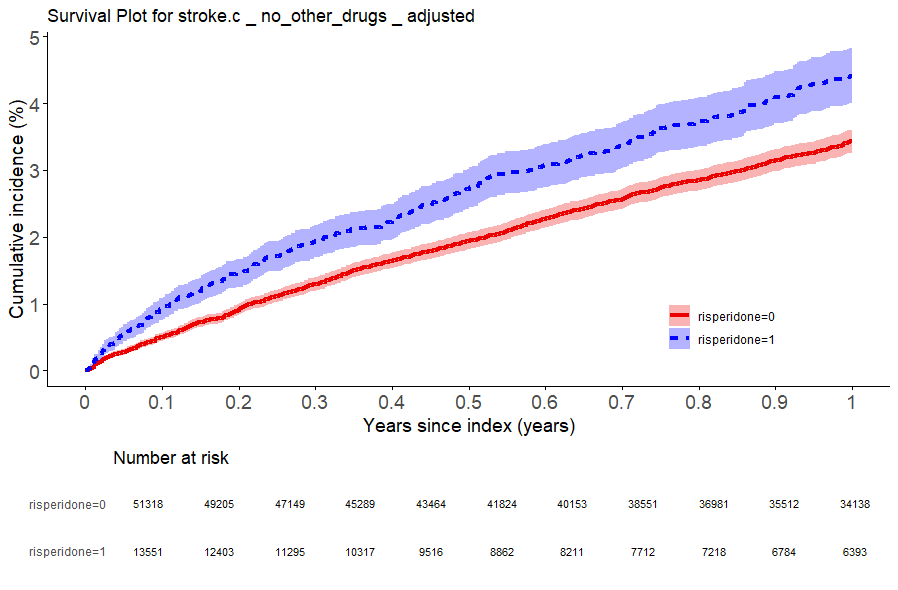 Survival Plot for stroke.c _ no_other_drugs _ adjusted
Cumulative incidence (%)
5
4
3
2
1
0
risperidone=0
risperidone=1
0 0.1 0.2 0.3 0.4 0.5 0.6 0.7 0.8 0.9 1
Years since index (years)
Number at risk
risperidone=0 51318 49205 47149 45289 43464 41824 40153 38551 36981 35512 34138
risperidone=1 13551 12403 11295 10317 9516 8862 8211 7712 7218 6784 6393